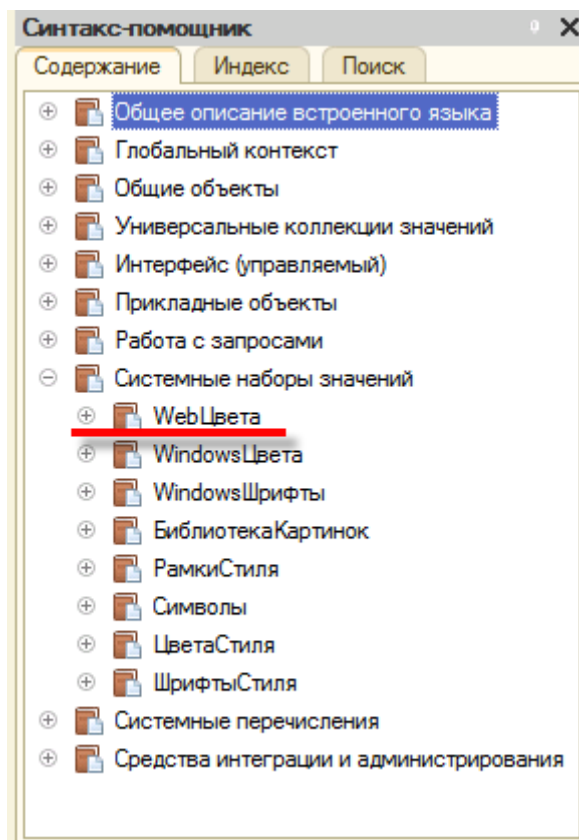 Синтакс-помощник
Содержание Индекс Поиск
Общее описание встроенного языка
Глобальный контекст
Общие объекты
Универсальные коллекции значений
Интерфейс (управляемый)
Прикладные объекты
Работа с запросами
Системные наборы значений
WebЦвета
WindowsЦвета
WindowsШрифты
БиблиотекаКартинок
РамкиСтиля
Символы
ЦветаСтиля
ШрифтыСтиля
Системные перечисления
Средства интеграции и администрирования